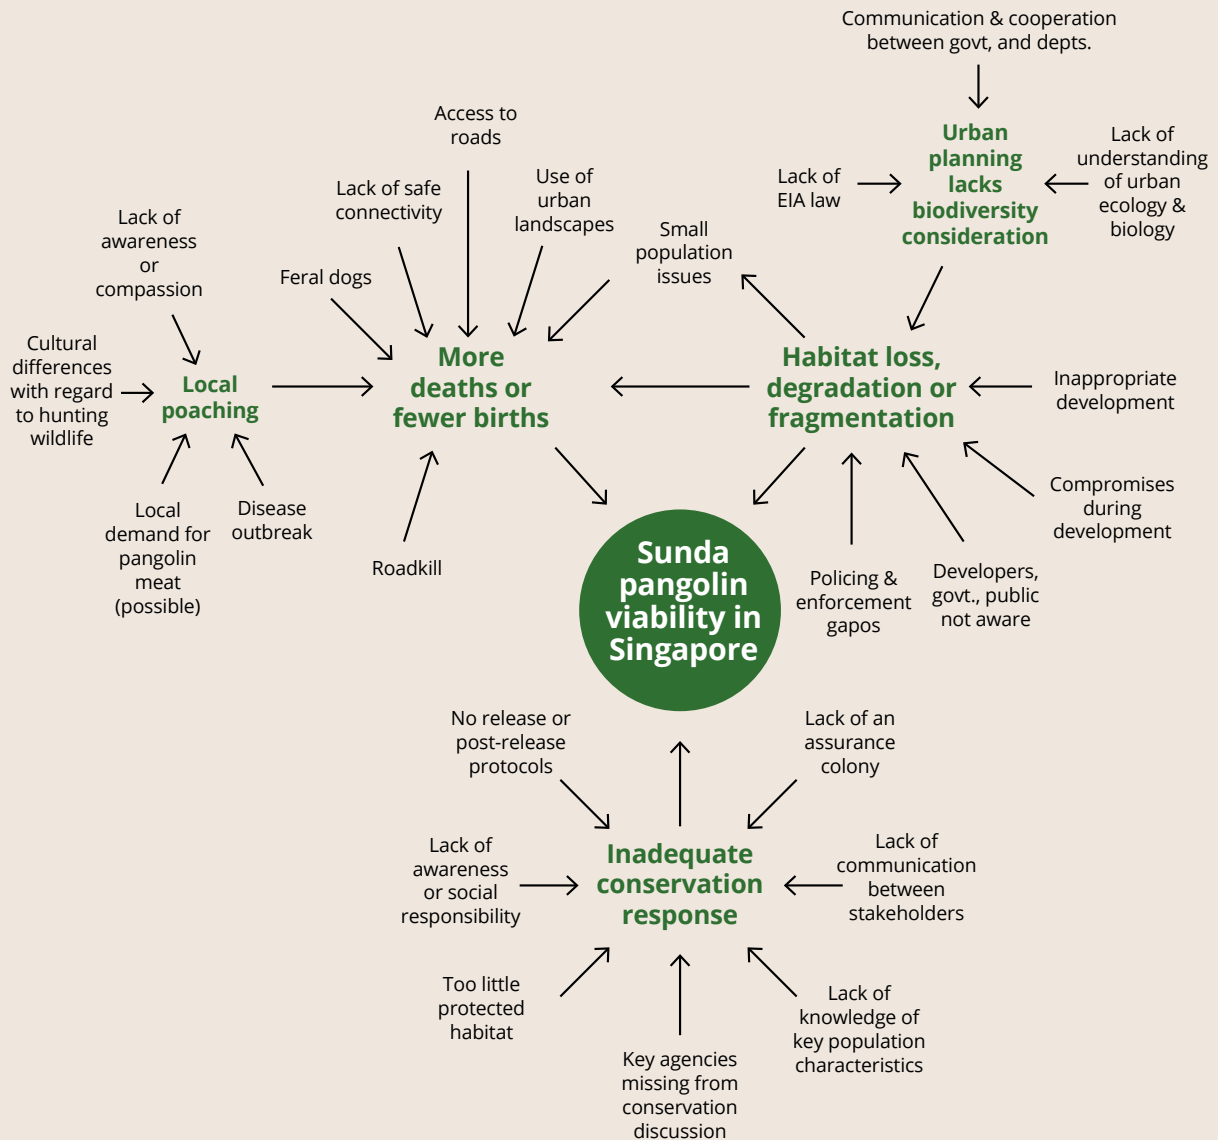 Communication & cooperation
between govt, and depts.
Access to
roads
Urban
planning
lacks
biodiversity
consideration
Lack of
understanding
of urban
ecology &
biology
Lack of
EIA law
Lack of safe
connectivity
Use of
urban
landscapes
Lack of
awareness
or
compassion
Small
population
issues
Feral dogs
Cultural
differences
with regard
to hunting
wildlife
Local
poaching
More
deaths or
fewer births
Habitat loss,
degradation or
fragmentation
Inappropriate
development
Local
demand for
pangolin
meat
(possible)
Disease
outbreak
Roadkill
Sunda
pangolin
viability in
Singapore
Policing &
enforcement
gapos
Developers,
govt., public
not aware
Compromises
during
development
No release or
post-release
protocols
Lack of an
assurance
colony
Lack of
awareness
or social
responsibility
Inadequate
conservation
response
Lack of
communication
between
stakeholders
Too little
protected
habitat
Key agencies
missing from
conservation
discussion
Lack of
knowledge of
key population
characteristics